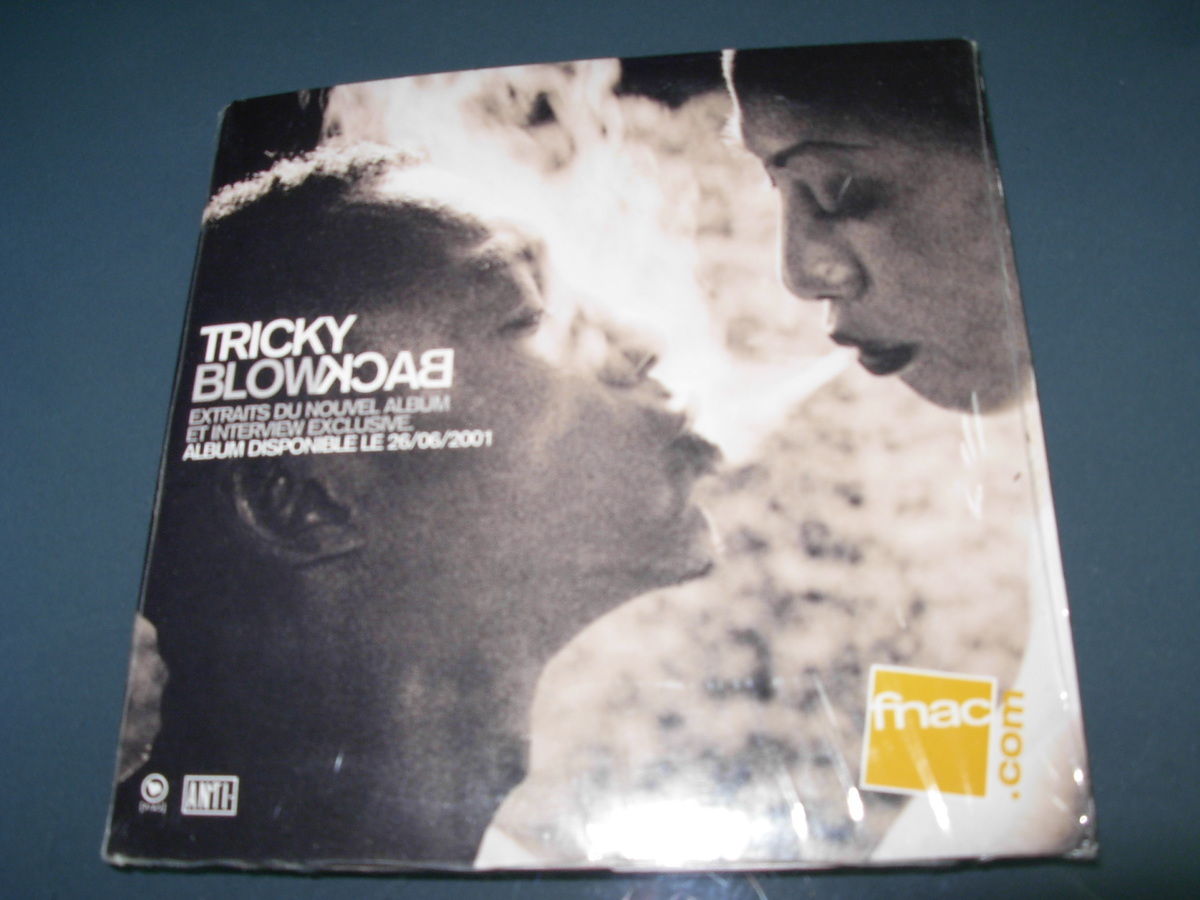 TRICKY
BLOWBACK
EXTRAITS DU NOUVEL ALBUM
ET INTERVIEW EXCLUSIVE.
ALBUM DISPONIBLE LE 26/06/2001
fnac
.com
ANTI-